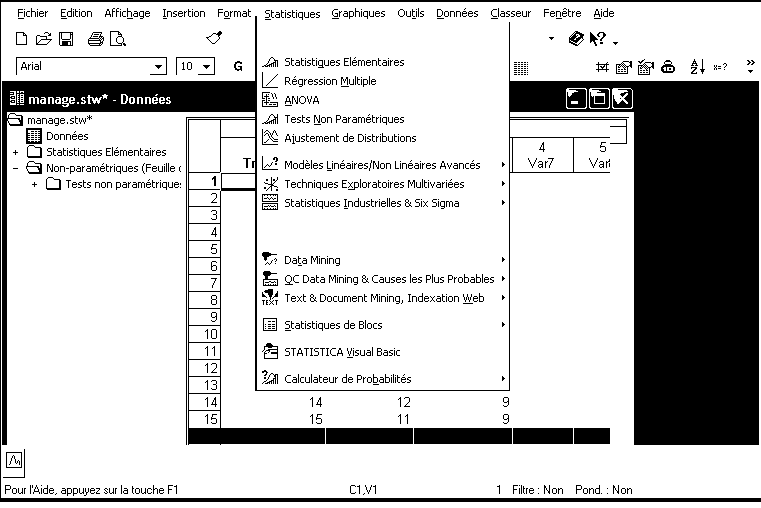 Fichier Edition Affichage Insertion Format Statistiques Graphiques Outils Données Classeur Fenêtre Aide
Arial 10 G
manage.stw* - Données
manage.stw*
Données
+ Statistiques Elémentaires
- Non-paramétriques (Feuille
+ Tests non paramétriques
Statistiques Elémentaires
Régression Multiple
ANOVA
Tests Non Paramétriques
Ajustement de Distributions
Modèles Linéaires/Non Linéaires Avancés
Techniques Exploratoires Multivariées
Statistiques Industrielles & Six Sigma
Data Mining
QC Data Mining & Causes les Plus Probables
Text & Document Mining, Indexation Web
Statistiques de Blocs
STATISTICA Visual Basic
Calculateur de Probabilités
4 5
Var7
1
2
3
4
5
6
7
8
9
10
11
12
13
14 14 12 9
15 15 11 9
Pour l'Aide, appuyez sur la touche F1 C1,V1 1 Filtre : Non Pond. : Non